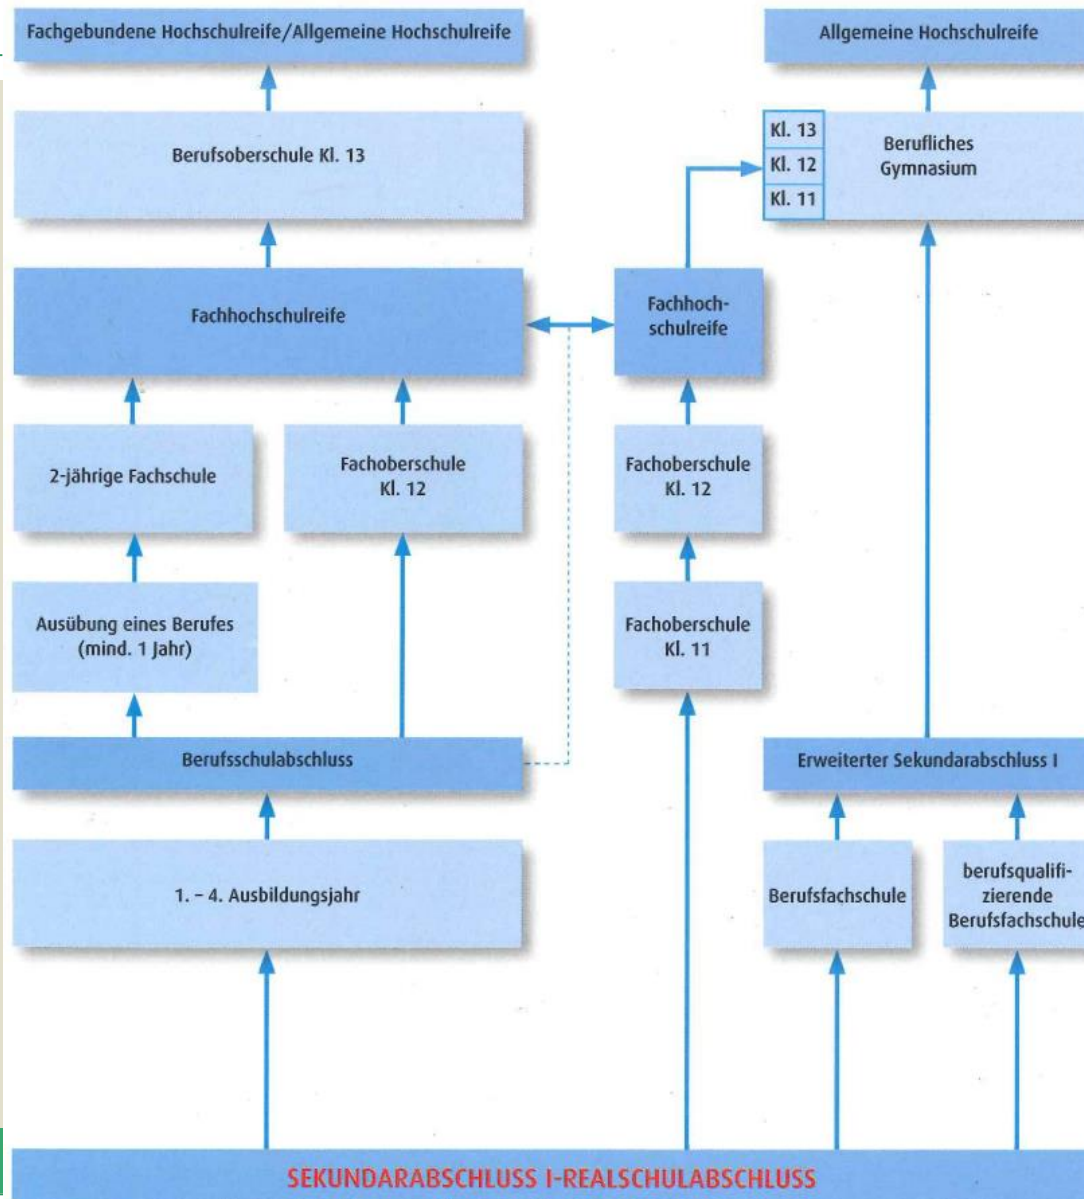 Fachgebundene Hochschulreife/Allgemeine Hochschulreife
Allgemeine Hochschulreife
Berufsoberschule Kl. 13
Kl. 13
Kl. 12
Kl. 11
Berufliches
Gymnasium
Fachhochschulreife
Fachhoch-
schulreife
2-jährige Fachschule
Fachoberschule
Kl. 12
Fachoberschule
Kl. 12
Ausübung eines Berufes
(mind. 1 Jahr)
Fachoberschule
Kl. 11
Berufsschulabschluss
Erweiterter Sekundarabschluss I
1. – 4. Ausbildungsjahr
Berufsfachschule
berufsqualifi-
zierende
Berufsfachschule
SEKUNDARABSCHLUSS I-REALSCHULABSCHLUSS